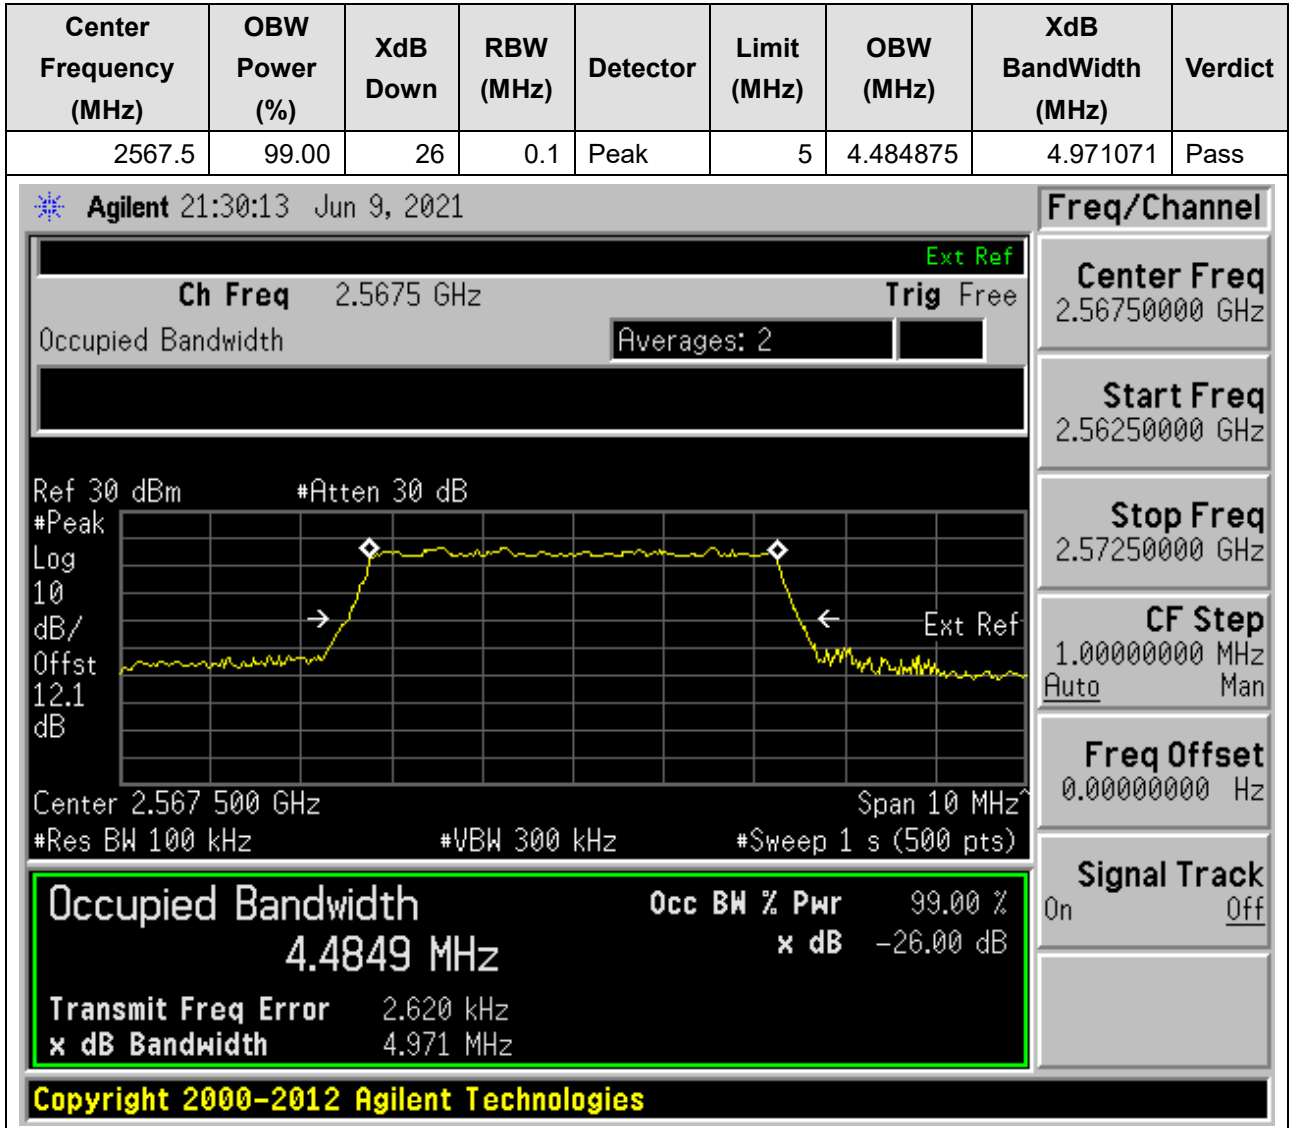 Center Frequency (MHz) OBW Power (%) XdB Down RBW (MHz) Detector Limit (MHz) OBW (MHz) XdB BandWidth (MHz) Verdict
2567.5 99.00 26 0.1 Peak 5 4.484875 4.971071 Pass
Agilent 21:30:13 Jun 9, 2021
Freq/Channel
Ext Ref
Ch Freq 2.5675 GHz Trig Free
Occupied Bandwidth Averages: 2
Ref 30 dBm #Atten 30 dB
#Peak
Log
10
dB/
Offst
12.1
dB
Ext Ref
Center 2.567 500 GHz Span 10 MHz^
#Res BW 100 kHz #VBW 300 kHz #Sweep 1 s (500 pts)
Occupied Bandwidth Occ BW % Pwr 99.00 %
4.4849 MHz x dB -26.00 dB
Transmit Freq Error 2.620 kHz
x dB Bandwidth 4.971 MHz
Center Freq
2.56750000 GHz
Start Freq
2.56250000 GHz
Stop Freq
2.57250000 GHz
CF Step
1.00000000 MHz
Auto Man
Freq Offset
0.00000000 Hz
Signal Track
On Off
Copyright 2000-2012 Agilent Technologies